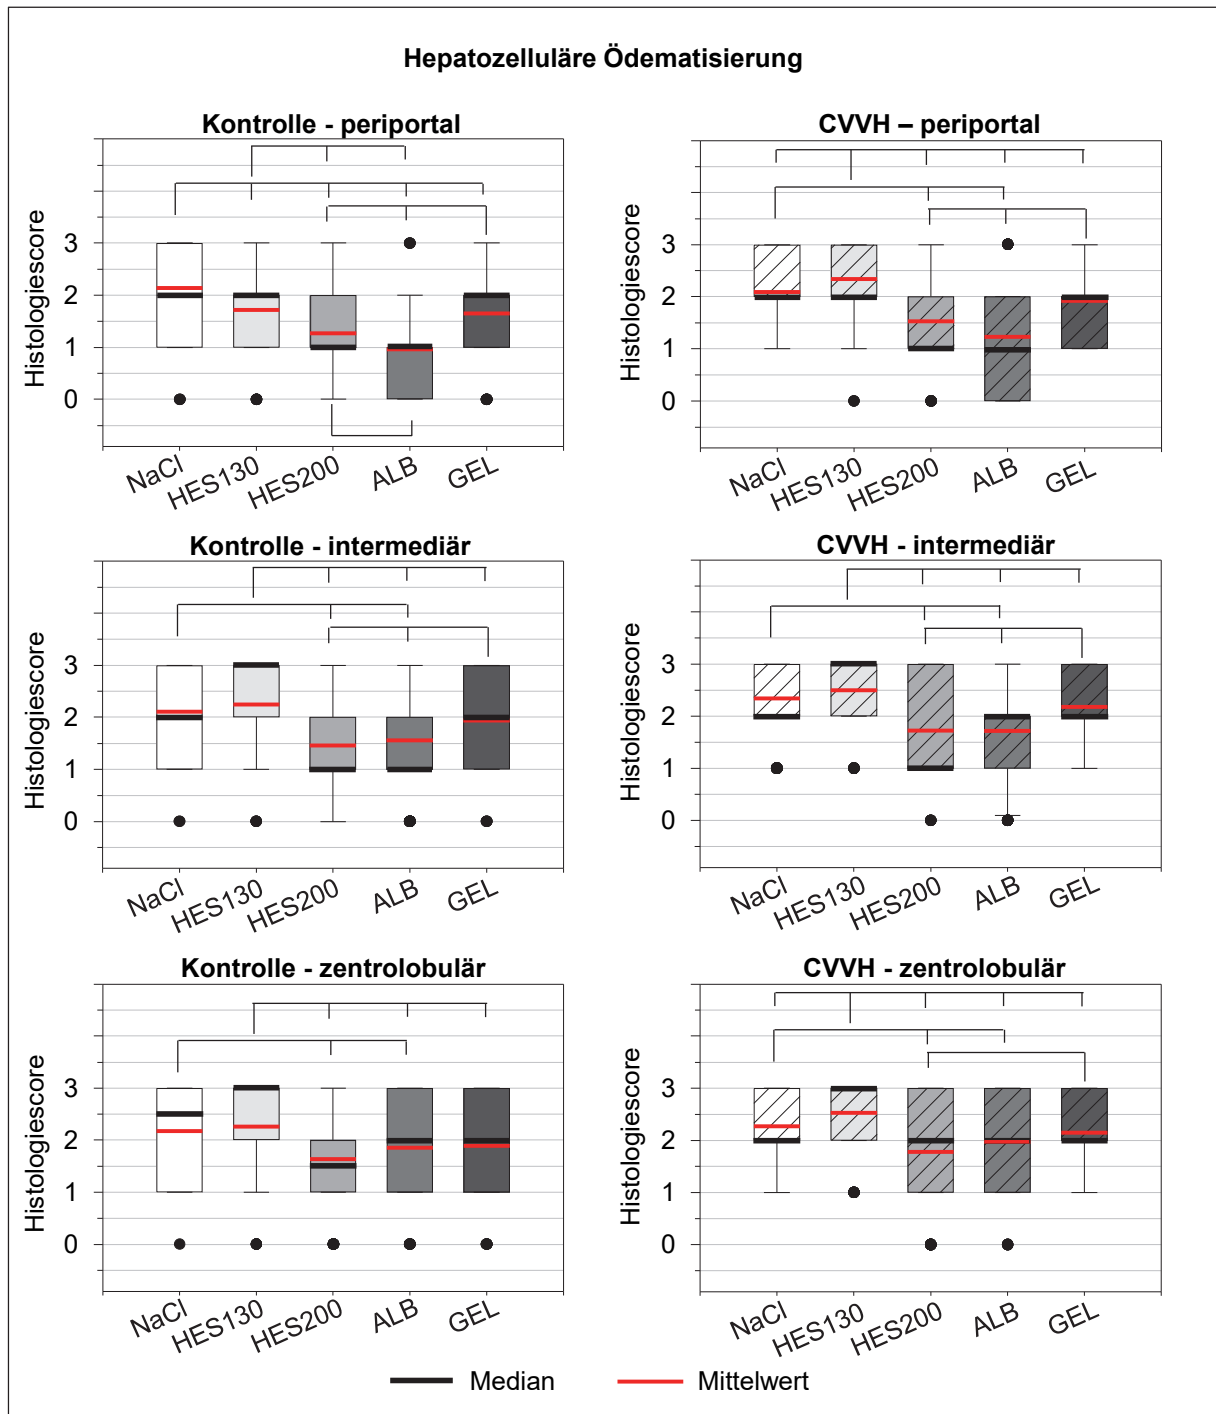 Hepatozelluläre Ödematisierung
Kontrolle - periportal
Histologiescore
3
2
1
0
NaCl
HES130
HES200
ALB
GEL
CVVH – periportal
Histologiescore
3
2
1
0
NaCl
HES130
HES200
ALB
GEL
Kontrolle - intermediär
Histologiescore
3
2
1
0
NaCl
HES130
HES200
ALB
GEL
CVVH - intermediär
Histologiescore
3
2
1
0
NaCl
HES130
HES200
ALB
GEL
Kontrolle - zentrolobulär
Histologiescore
3
2
1
0
NaCl
HES130
HES200
ALB
GEL
CVVH - zentrolobulär
Histologiescore
3
2
1
0
NaCl
HES130
HES200
ALB
GEL
Median
Mittelwert